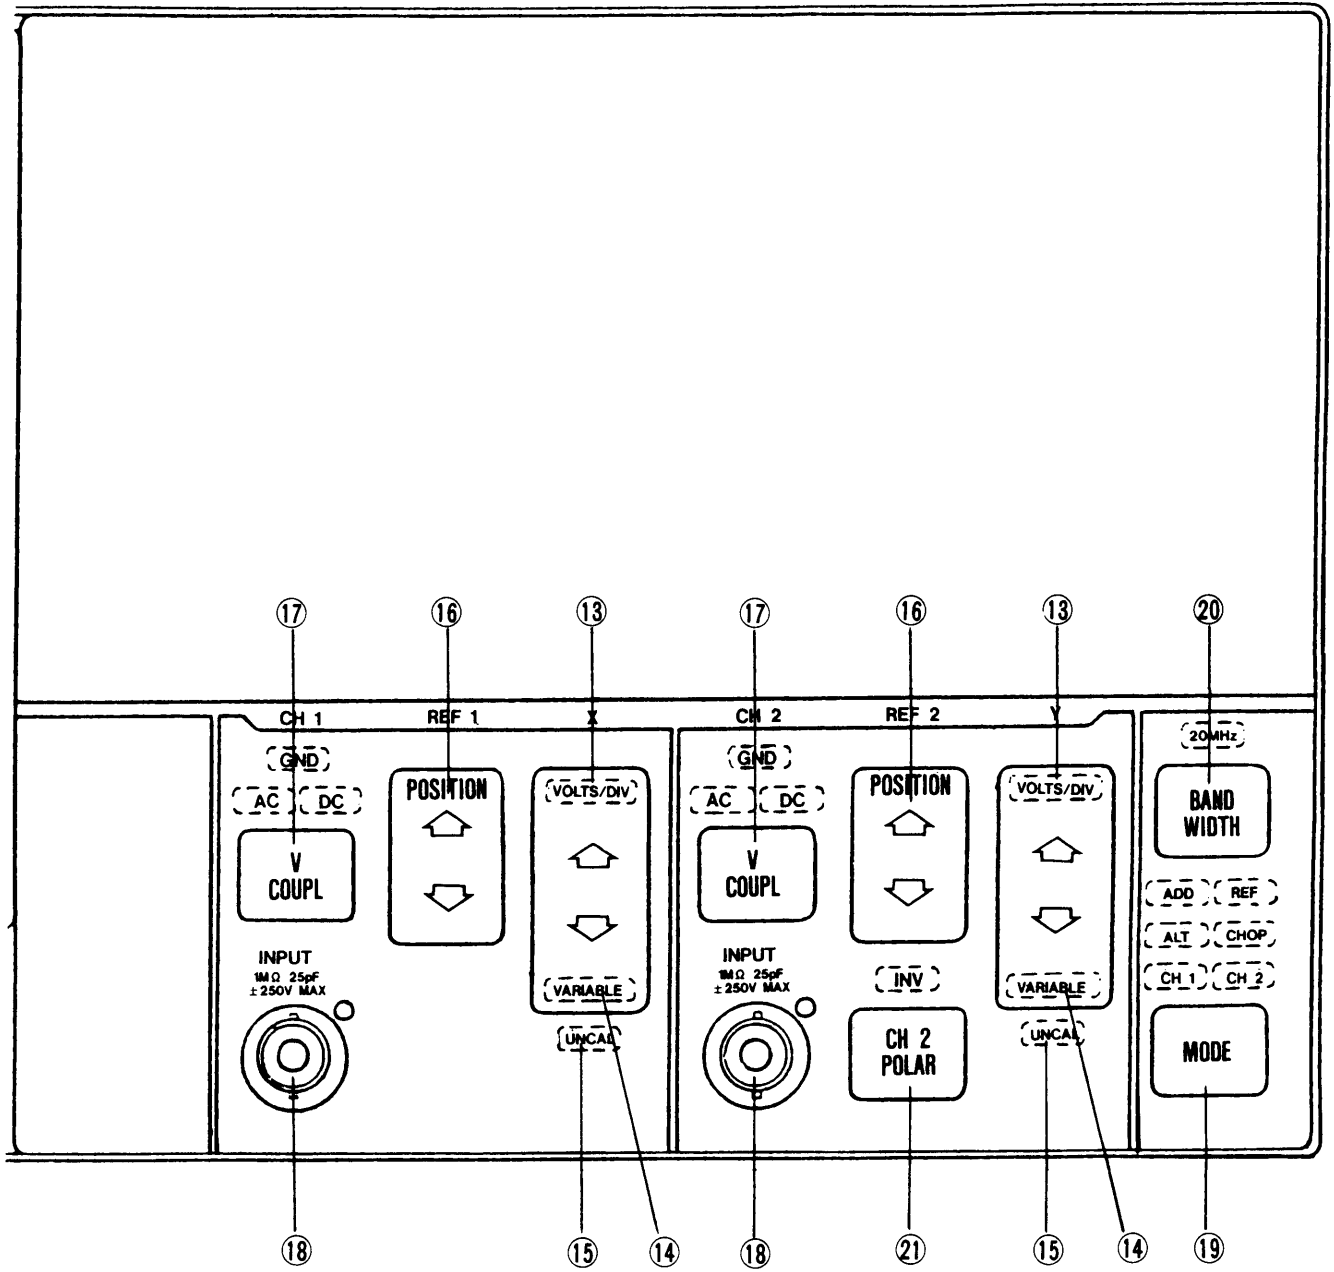 17 16 13 17 16 13 20
CH 1 REF 1 X CH 2 REF 2 Y
GND
AC DC
V
COUPL
INPUT
1MΩ 25pF
±250V MAX
POSITION
VOLTS/DIV
VARIABLE
UNCAL
GND
AC DC
V
COUPL
INPUT
1MΩ 25pF
±250V MAX
POSITION
INV
CH 2
POLAR
VOLTS/DIV
VARIABLE
UNCAL
20MHz
BAND
WIDTH
ADD REF
ALT CHOP
CH 1 CH 2
MODE
18 15 14 18 21 15 14 19